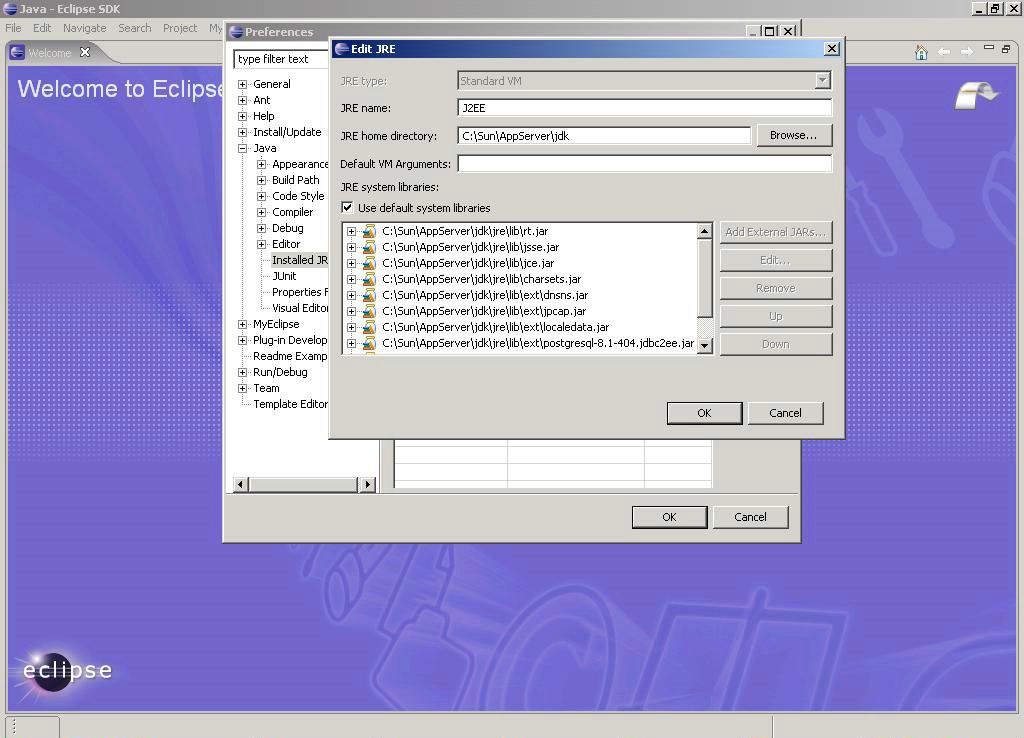 Java - Eclipse SDK
File Edit Navigate Search Project My
Welcome
Welcome to Eclipse
Preferences
type filter text
General
Ant
Help
Install/Update
Java
Appearance
Build Path
Code Style
Compiler
Debug
Editor
Installed JR
JUnit
Properties F
Visual Editor
MyEclipse
Plug-in Develop
Readme Examp
Run/Debug
Team
Template Editor
OK Cancel
Edit JRE
JRE type: Standard VM
JRE name: J2EE
JRE home directory: C:\Sun\AppServer\jdk Browse...
Default VM Arguments:
JRE system libraries:
Use default system libraries
C:\Sun\AppServer\jdk\jre\lib\rt.jar
C:\Sun\AppServer\jdk\jre\lib\jsse.jar
C:\Sun\AppServer\jdk\jre\lib\jce.jar
C:\Sun\AppServer\jdk\jre\lib\charsets.jar
C:\Sun\AppServer\jdk\jre\lib\ext\dnsns.jar
C:\Sun\AppServer\jdk\jre\lib\ext\jpcap.jar
C:\Sun\AppServer\jdk\jre\lib\ext\localedata.jar
C:\Sun\AppServer\jdk\jre\lib\ext\postgresql-8.1-404.jdbc2ee.jar
Add External JARs...
Edit...
Remove
Up
Down
OK Cancel
eclipse